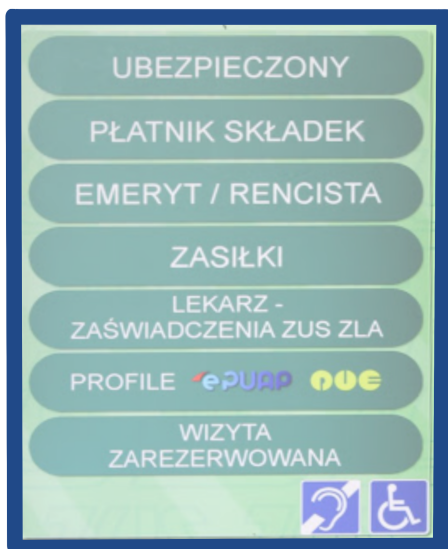 UBEZPIECZONY
PŁATNIK SKŁADEK
EMERYT / RENCISTA
ZASIŁKI
LEKARZ -
ZAŚWIADCZENIA ZUS ZLA
PROFILE ePUAP PUE
WIZYTA
ZAREZERWOWANA